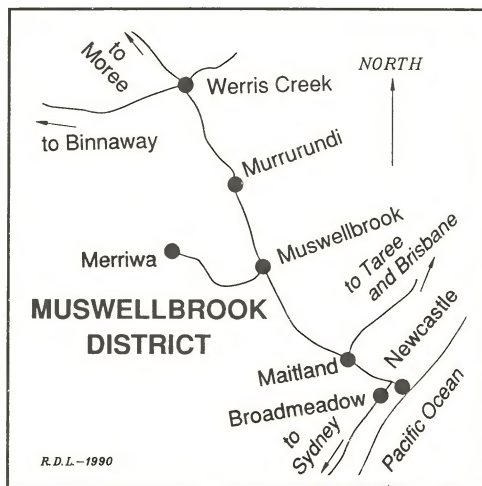 to
Moree
NORTH
Werris Creek
to Binnaway
Murrurundi
Muswellbrook
Merriwa
to Taree
and Brisbane
MUSWELLBROOK
DISTRICT
Newcastle
Maitland
Broadmeadow
to
Sydney
Pacific Ocean
R.D.L.-1990